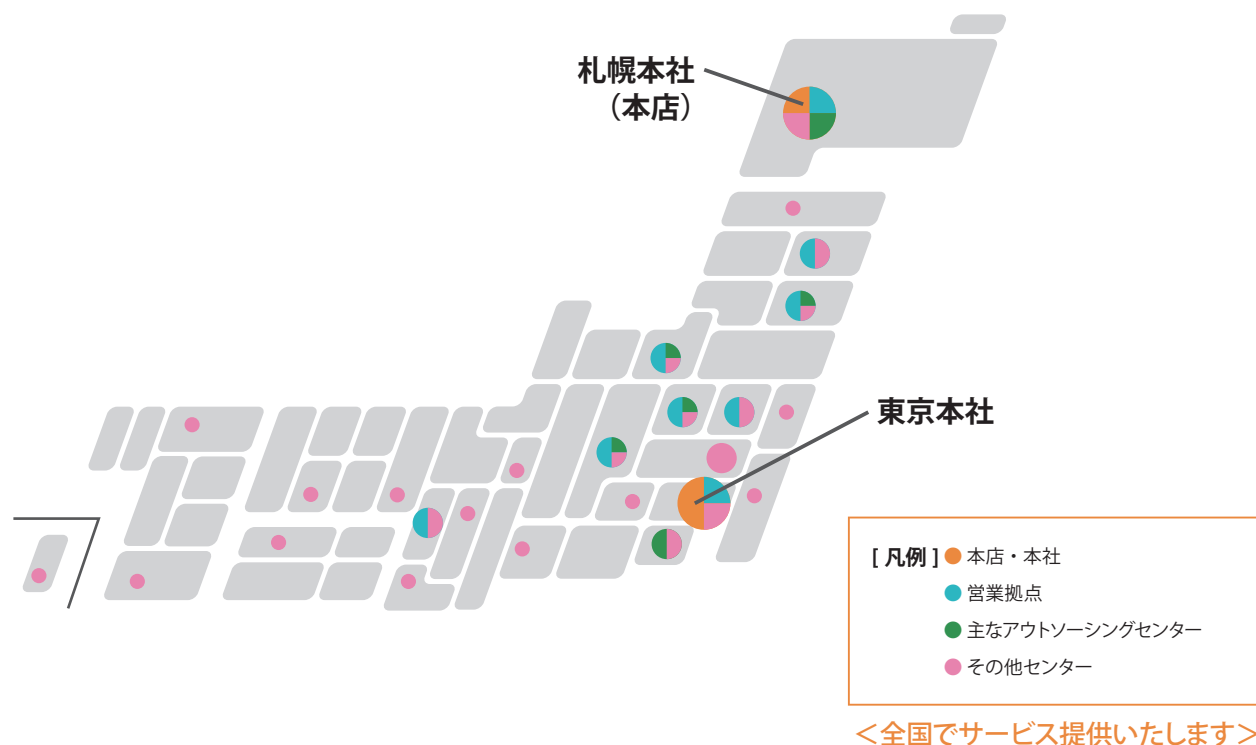 札幌本社
（本店）
東京本社
[ 凡例 ]
本店・本社
営業拠点
主なアウトソーシングセンター
その他センター
＜全国でサービス提供いたします＞